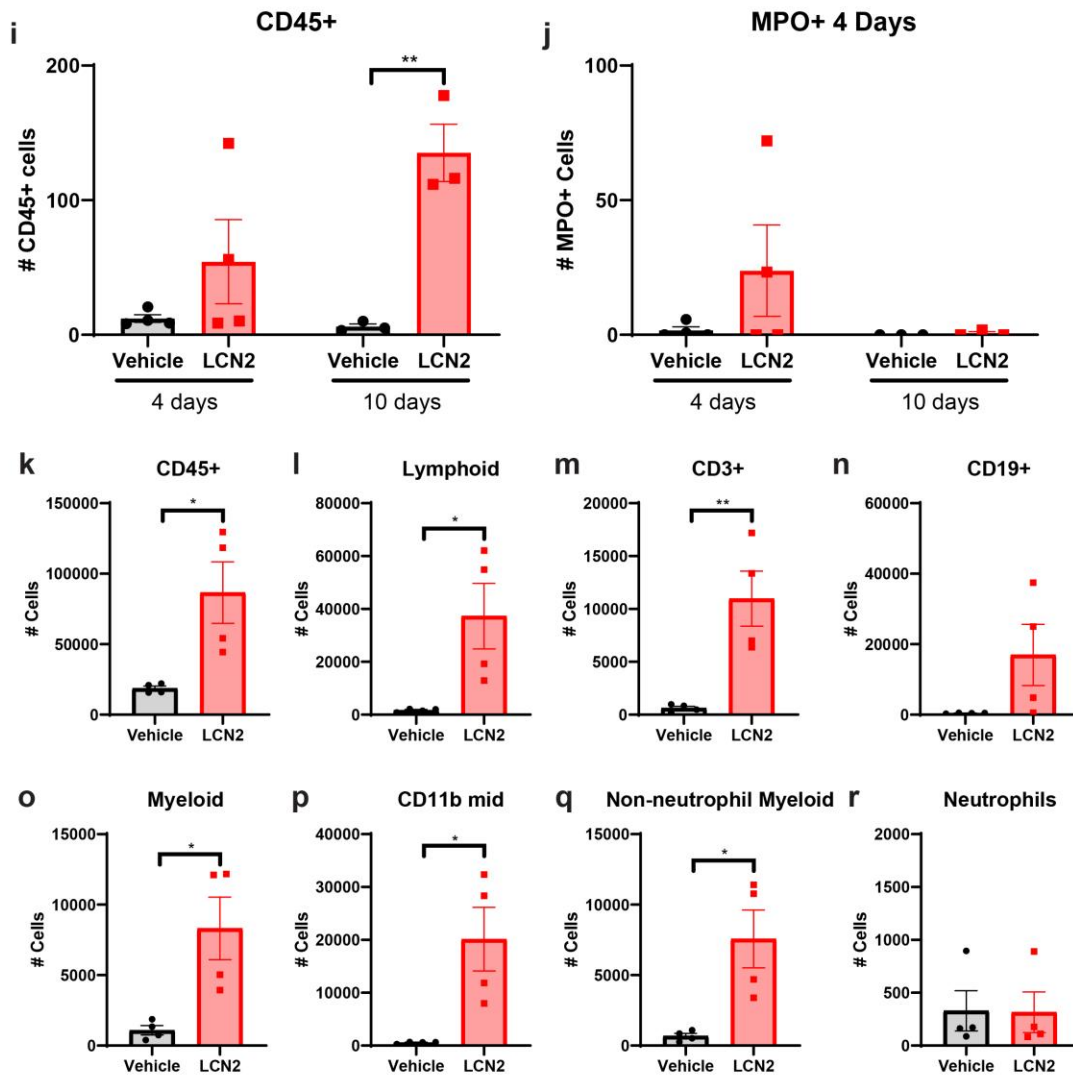 i
CD45+
# CD45+ cells
200
100
0
**
Vehicle LCN2 Vehicle LCN2
4 days 10 days
j
MPO+ 4 Days
# MPO+ Cells
100
50
0
Vehicle LCN2 Vehicle LCN2
4 days 10 days
k
CD45+
# Cells
150000
100000
50000
0
*
Vehicle LCN2
l
Lymphoid
# Cells
80000
60000
40000
20000
0
*
Vehicle LCN2
m
CD3+
# Cells
20000
15000
10000
5000
0
**
Vehicle LCN2
n
CD19+
# Cells
60000
40000
20000
0
Vehicle LCN2
o
Myeloid
# Cells
15000
10000
5000
0
*
Vehicle LCN2
p
CD11b mid
# Cells
40000
30000
20000
10000
0
*
Vehicle LCN2
q
Non-neutrophil Myeloid
# Cells
15000
10000
5000
0
*
Vehicle LCN2
r
Neutrophils
# Cells
2000
1500
1000
500
0
Vehicle LCN2